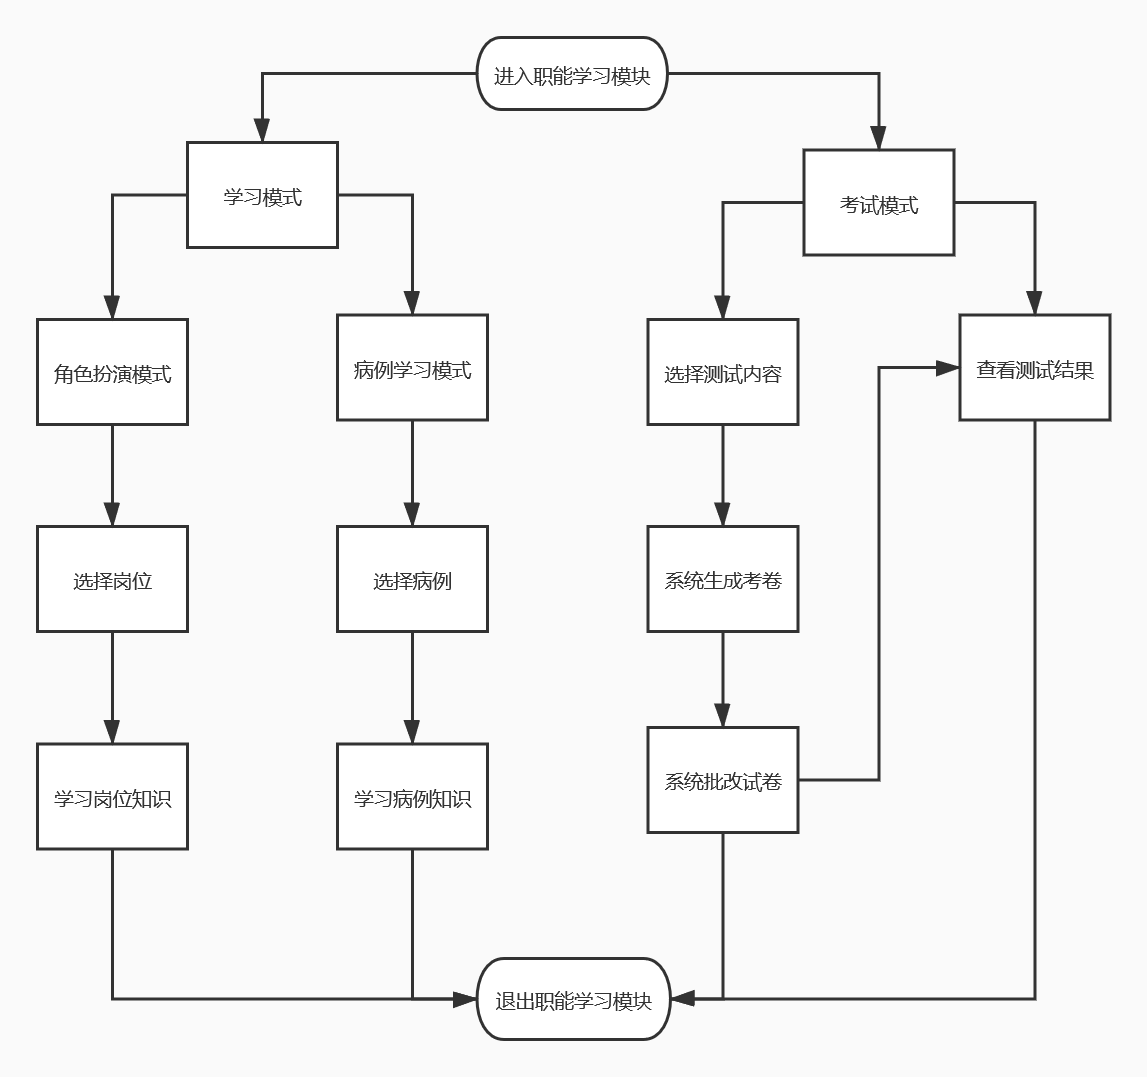 进入职能学习模块
学习模式
考试模式
角色扮演模式
病例学习模式
选择测试内容
查看测试结果
选择岗位
选择病例
系统生成考卷
系统批改试卷
学习岗位知识
学习病例知识
退出职能学习模块